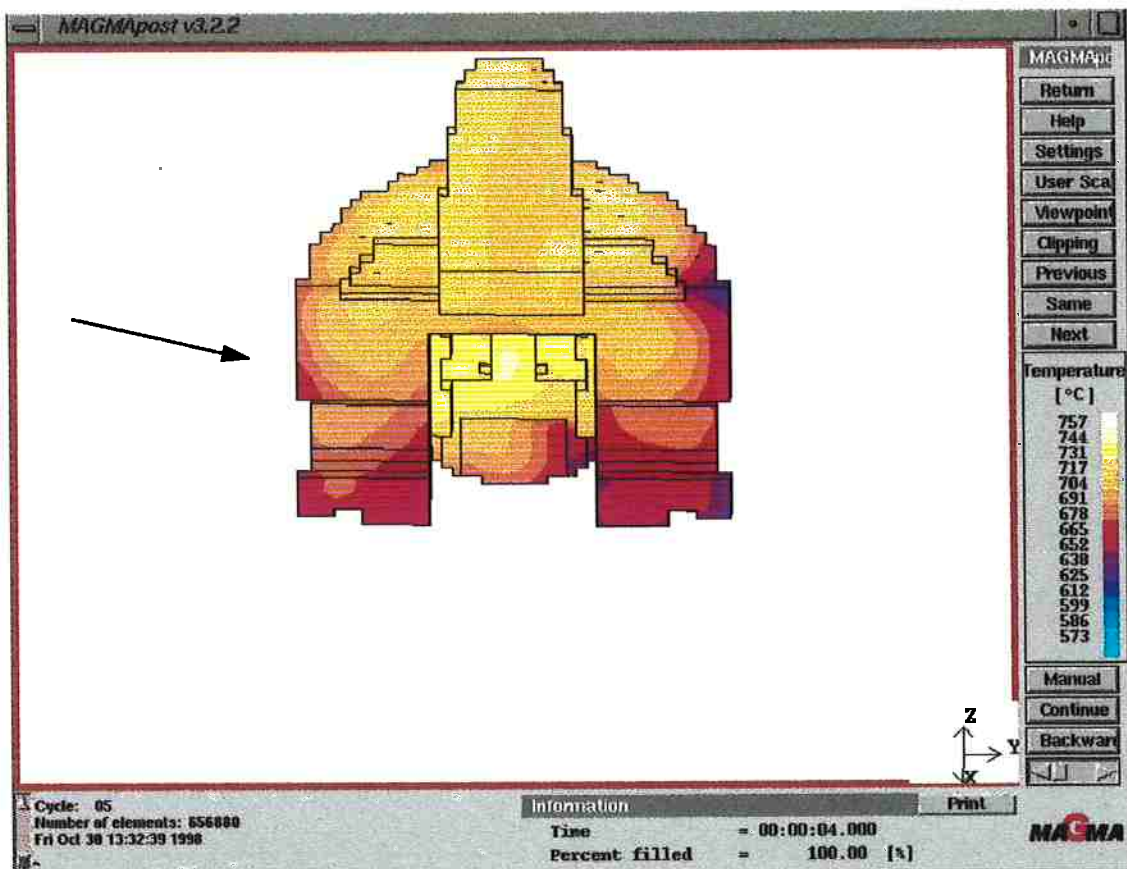 MAGMApost v3.2.2
MAGMApo
Return
Help
Settings
User Sca
Viewpoint
Clipping
Previous
Same
Next
Temperature
[°C]
757
744
731
717
704
691
678
665
652
638
625
612
599
586
573
Manual
Continue
Backward
Z
Y
X
Cycle: 05
Number of elements: 656880
Fri Oct 30 13:32:39 1998
Information
Print
Time = 00:00:04.000
Percent filled = 100.00 [%]
MAGMA